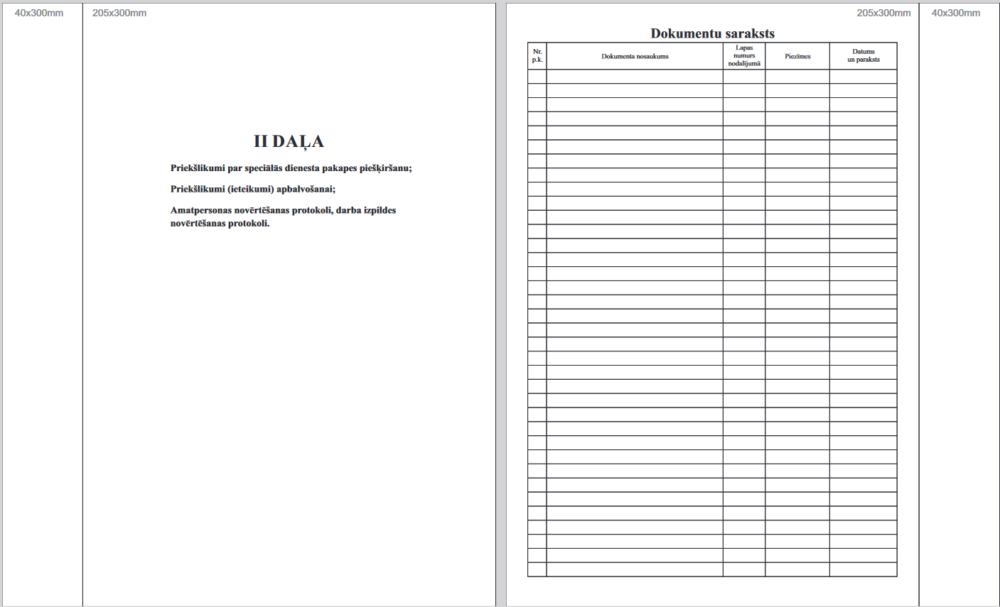 40x300mm
205x300mm
II DAĻA
Priekšlikumi par speciālās dienesta pakapes piešķiršanu;
Priekšlikumi (ieteikumi) apbalvošanai;
Amatpersonas novērtēšanas protokoli, darba izpildes
novērtēšanas protokoli.
205x300mm
40x300mm
Dokumentu saraksts
Nr.
p.k.
Dokumenta nosaukums
Lapas
numurs
nodalījumā
Piezīmes
Datums
un paraksts